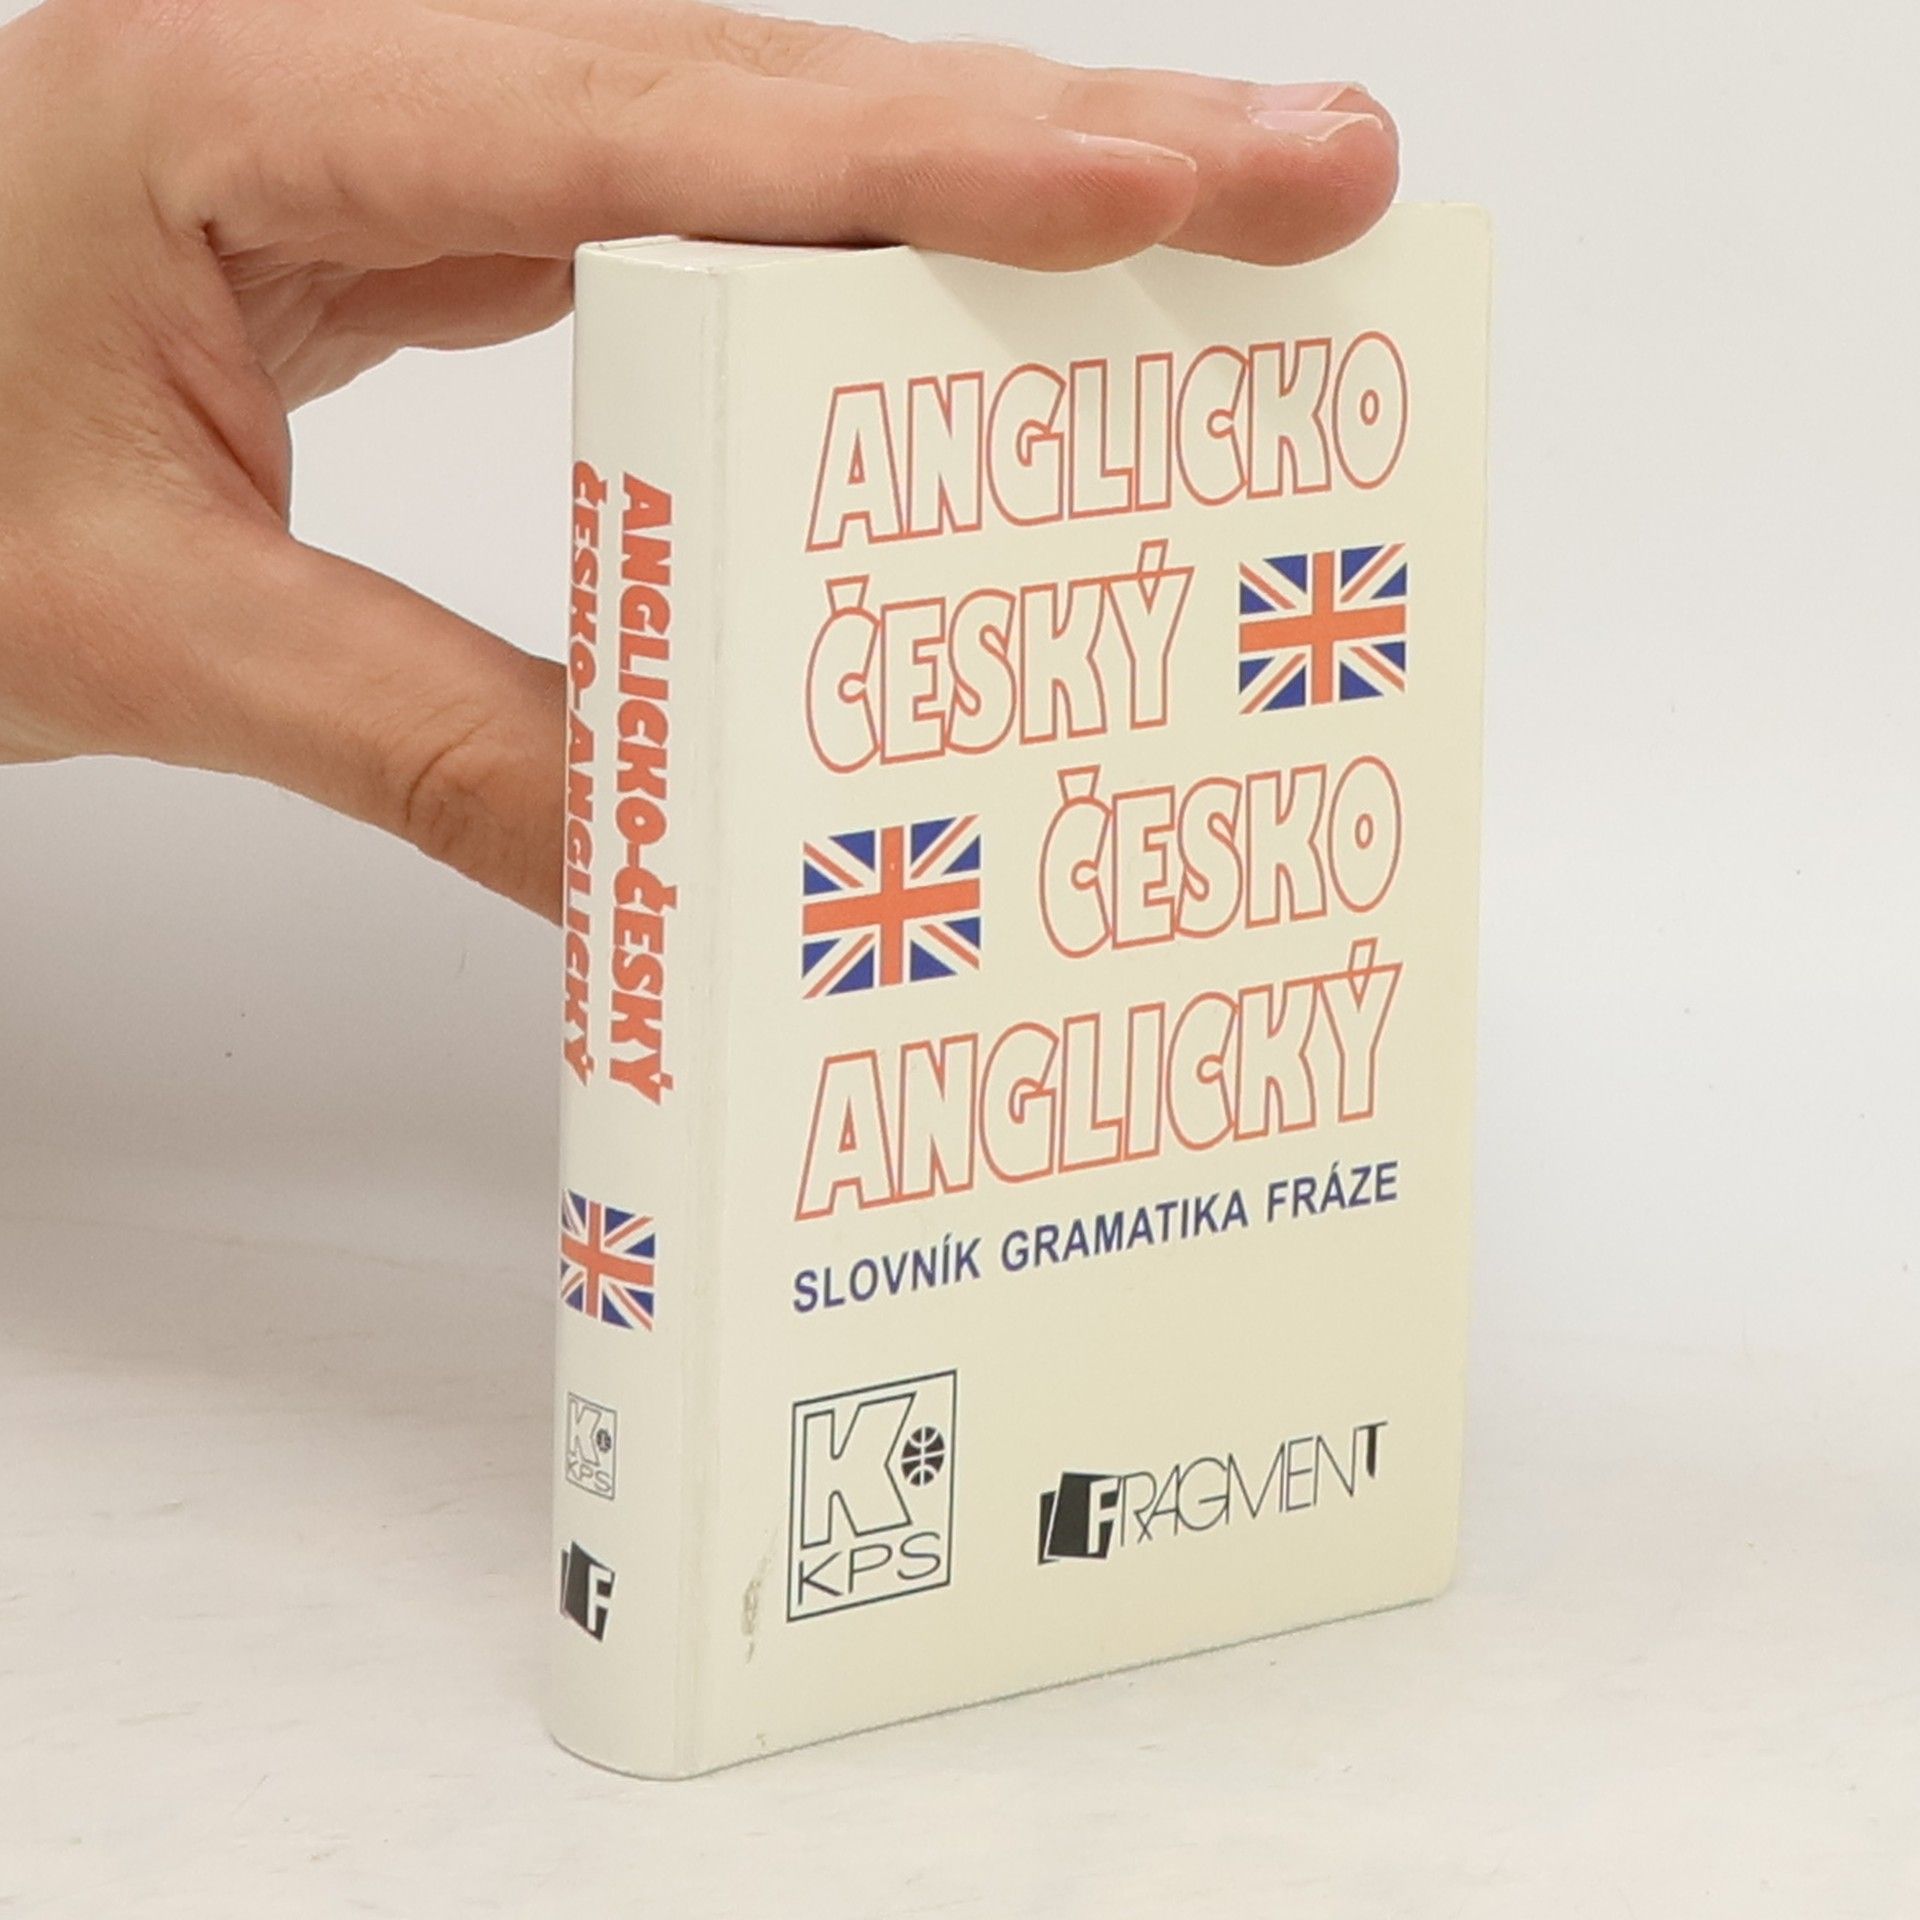 ANGLICKO-ČESKÝ
ČESKO-ANGLICKÝ
K
KPS
F
ANGLICKO
ČESKÝ
ČESKO
ANGLICKÝ
SLOVNÍK GRAMATIKA FRÁZE
K
KPS
FRAGMENT